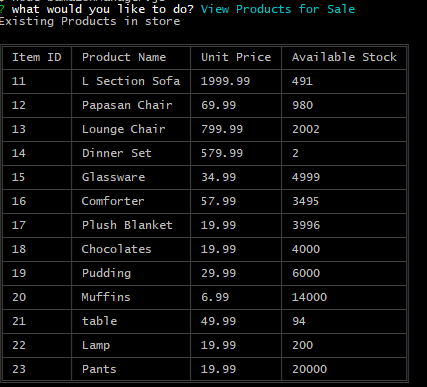 ? what would you like to do? View Products for Sale
Existing Products in store
Item ID Product Name Unit Price Available Stock
11 L Section Sofa 1999.99 491
12 Papasan Chair 69.99 980
13 Lounge Chair 799.99 2002
14 Dinner Set 579.99 2
15 Glassware 34.99 4999
16 Comforter 57.99 3495
17 Plush Blanket 19.99 3996
18 Chocolates 19.99 4000
19 Pudding 29.99 6000
20 Muffins 6.99 14000
21 table 49.99 94
22 Lamp 19.99 200
23 Pants 19.99 20000